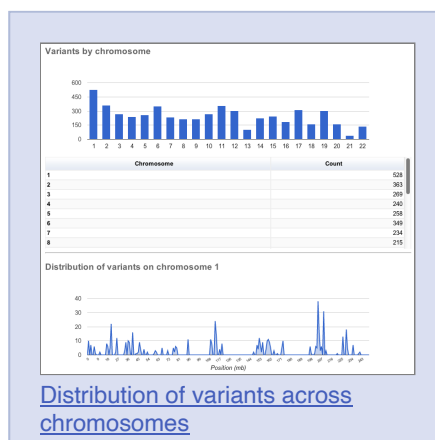 Variants by chromosome
600
450
300
150
0
1 2 3 4 5 6 7 8 9 10 11 12 13 14 15 16 17 18 19 20 21 22
Chromosome Count
1 528
2 363
3 269
4 240
5 258
6 349
7 234
8 215
Distribution of variants on chromosome 1
40
30
20
10
0
Position (mb)
Distribution of variants across
chromosomes